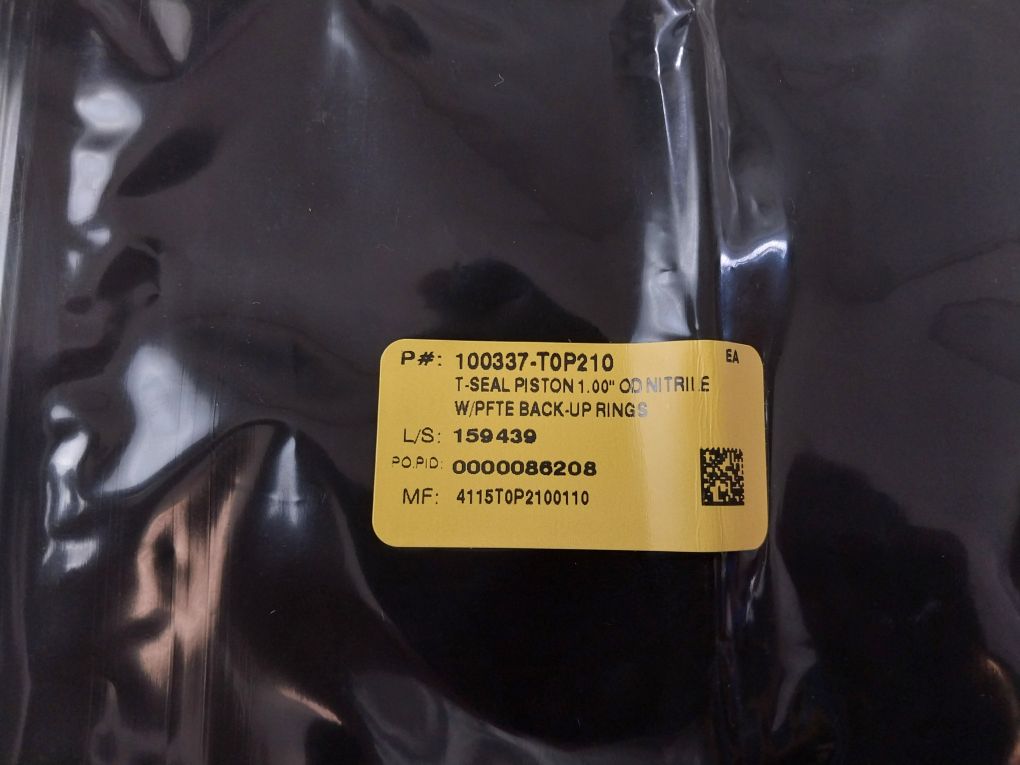 P#: 100337-T0P210 EA
T-SEAL PISTON 1.00" OD NITRILE
W/PFTE BACK-UP RINGS
L/S: 159439
PO.PID: 0000086208
MF: 4115T0P2100110